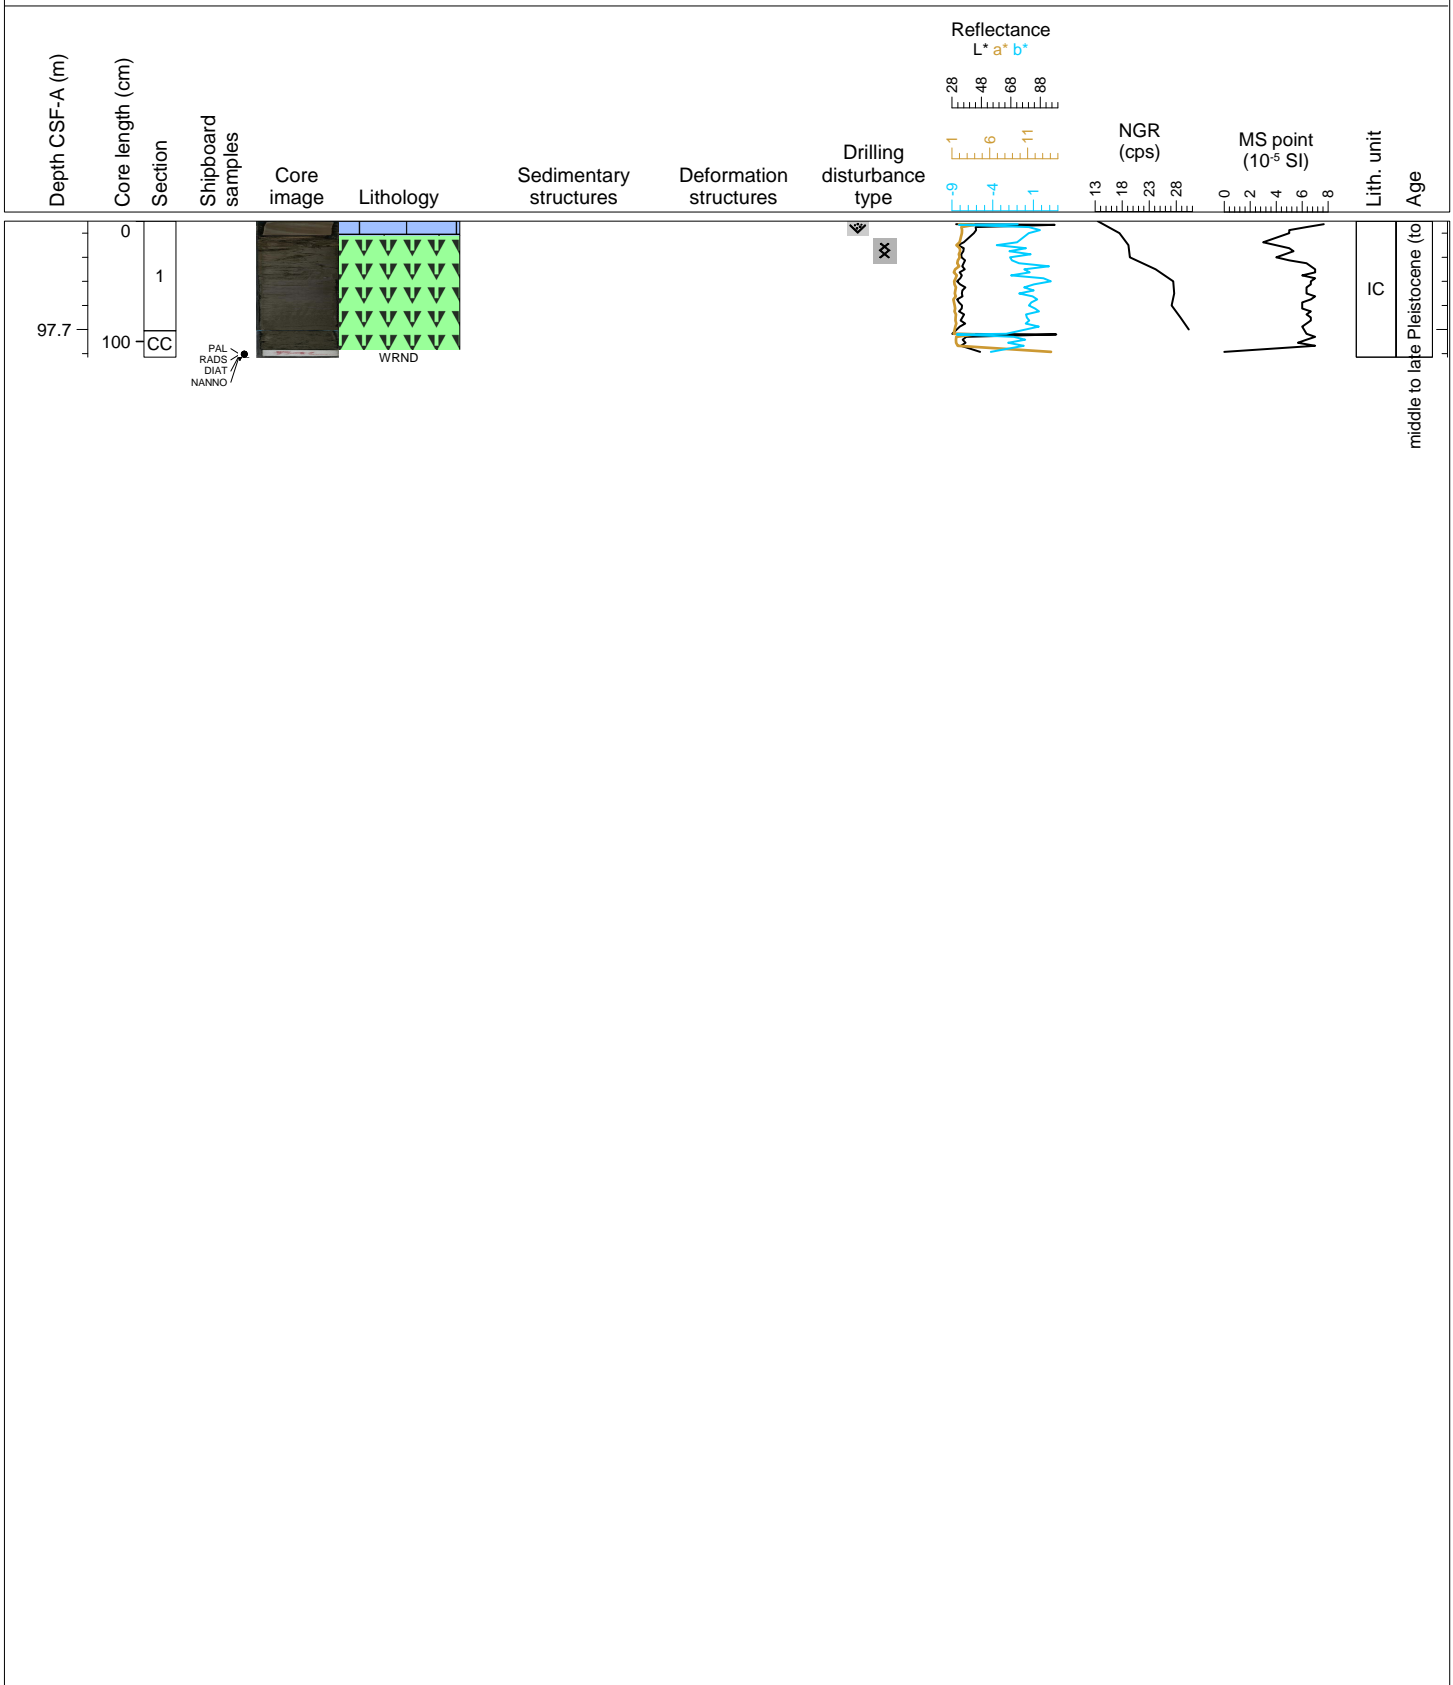 Depth CSF-A (m)
Core length (cm)
Section
Shipboard
samples
Core
image
Lithology
Sedimentary
structures
Deformation
structures
Drilling
disturbance
type
Reflectance
L* a* b*
28 48 68 88
1 6 11
-9 -4 1
NGR
(cps)
13 18 23 28
MS point
(10-5 SI)
0 2 4 6 8
Lith. unit
Age
97.7
0
100
1
CC
PAL
RADS
DIAT
NANNO
WRND
IC
middle to late Pleistocene (to